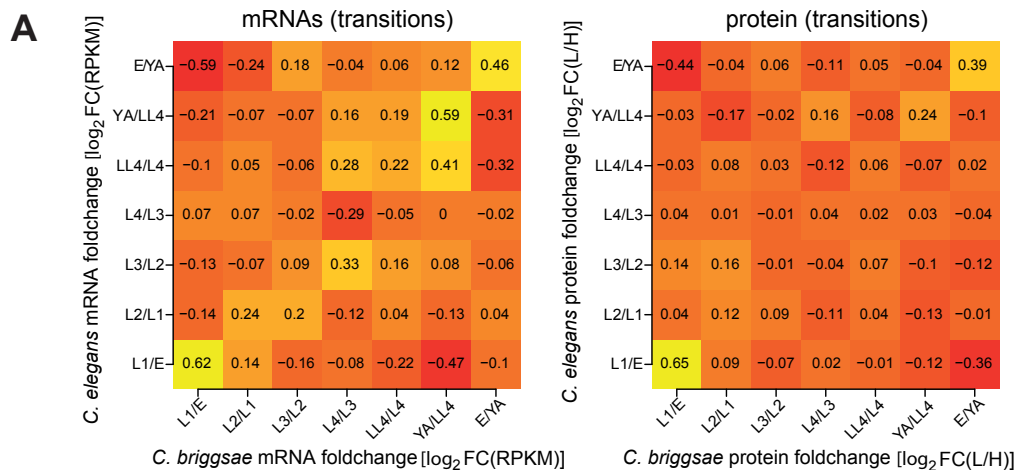 A
mRNAs (transitions)
C. elegans mRNA foldchange [log2 FC(RPKM)]
E/YA −0.59 −0.24 0.18 −0.04 0.06 0.12 0.46
YA/LL4 −0.21 −0.07 −0.07 0.16 0.19 0.59 −0.31
LL4/L4 −0.1 0.05 −0.06 0.28 0.22 0.41 −0.32
L4/L3 0.07 0.07 −0.02 −0.29 −0.05 0 −0.02
L3/L2 −0.13 −0.07 0.09 0.33 0.16 0.08 −0.06
L2/L1 −0.14 0.24 0.2 −0.12 0.04 −0.13 0.04
L1/E 0.62 0.14 −0.16 −0.08 −0.22 −0.47 −0.1
L1/E L2/L1 L3/L2 L4/L3 LL4/L4 YA/LL4 E/YA
C. briggsae mRNA foldchange [log2 FC(RPKM)]
protein (transitions)
C. elegans protein foldchange [log2 FC(L/H)]
E/YA −0.44 −0.04 0.06 −0.11 0.05 −0.04 0.39
YA/LL4 −0.03 −0.17 −0.02 0.16 −0.08 0.24 −0.1
LL4/L4 −0.03 0.08 0.03 −0.12 0.06 −0.07 0.02
L4/L3 0.04 0.01 −0.01 0.04 0.02 0.03 −0.04
L3/L2 0.14 0.16 −0.01 −0.04 0.07 −0.1 −0.12
L2/L1 0.04 0.12 0.09 −0.11 0.04 −0.13 −0.01
L1/E 0.65 0.09 −0.07 0.02 −0.01 −0.12 −0.36
L1/E L2/L1 L3/L2 L4/L3 LL4/L4 YA/LL4 E/YA
C. briggsae protein foldchange [log2 FC(L/H)]